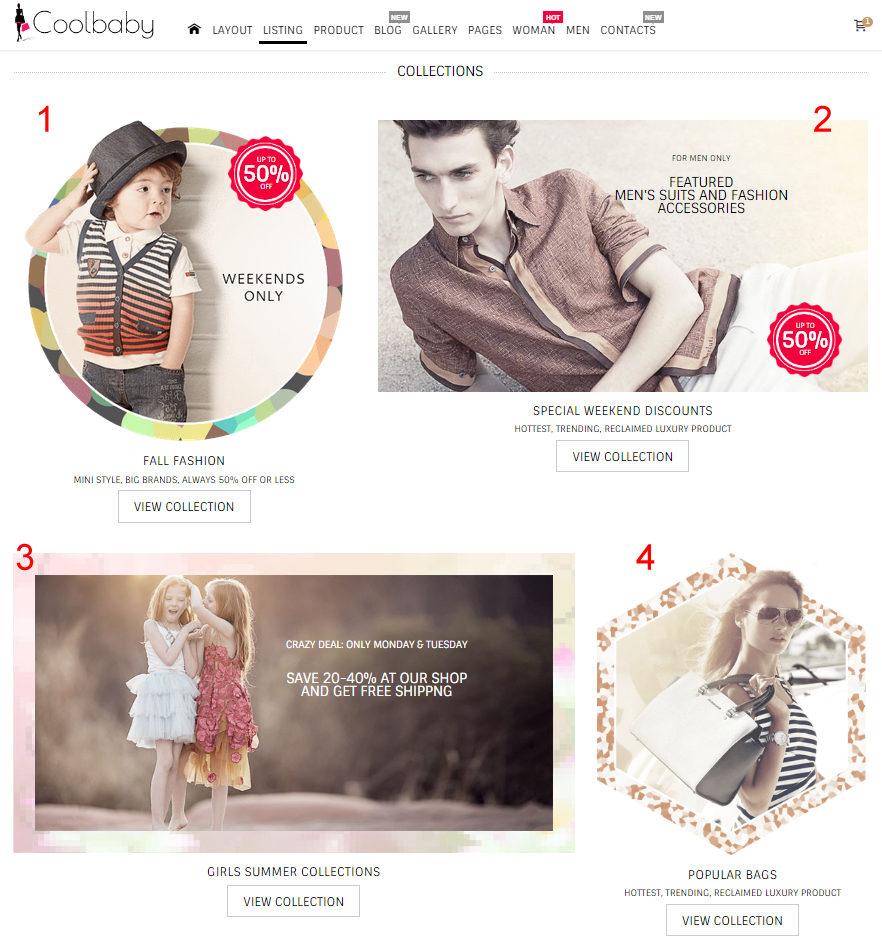 Coolbaby
LAYOUT LISTING PRODUCT BLOG NEW GALLERY PAGES WOMAN HOT MEN CONTACTS NEW 1
COLLECTIONS
1
UP TO
50%
OFF
WEEKENDS
ONLY
FALL FASHION
MINI STYLE, BIG BRANDS, ALWAYS 50% OFF OR LESS
VIEW COLLECTION
2
FOR MEN ONLY
FEATURED
MEN'S SUITS AND FASHION
ACCESSORIES
UP TO
50%
OFF
SPECIAL WEEKEND DISCOUNTS
HOTTEST, TRENDING, RECLAIMED LUXURY PRODUCT
VIEW COLLECTION
3
CRAZY DEAL: ONLY MONDAY & TUESDAY
SAVE 20-40% AT OUR SHOP
AND GET FREE SHIPPNG
GIRLS SUMMER COLLECTIONS
VIEW COLLECTION
4
POPULAR BAGS
HOTTEST, TRENDING, RECLAIMED LUXURY PRODUCT
VIEW COLLECTION